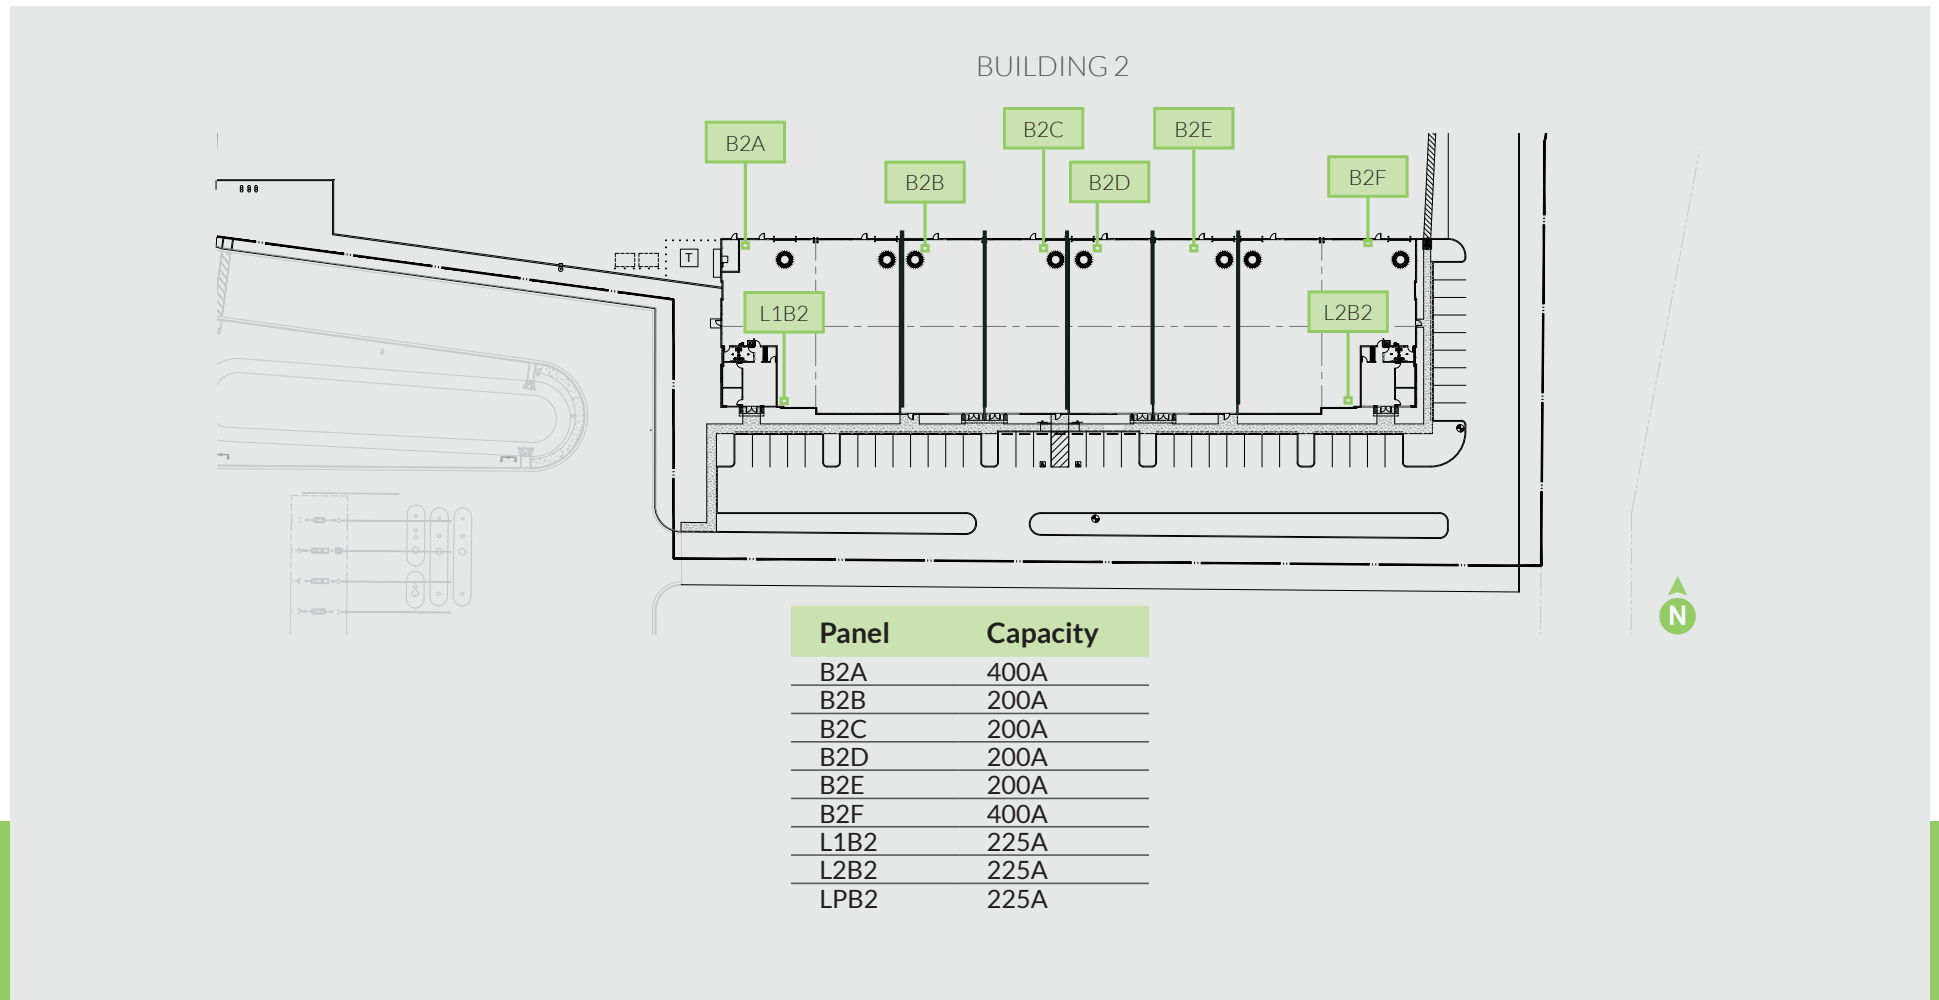 BUILDING 2
B2A
B2B
B2C
B2D
B2E
B2F
T
L1B2
L2B2
N
Panel Capacity
B2A 400A
B2B 200A
B2C 200A
B2D 200A
B2E 200A
B2F 400A
L1B2 225A
L2B2 225A
LPB2 225A